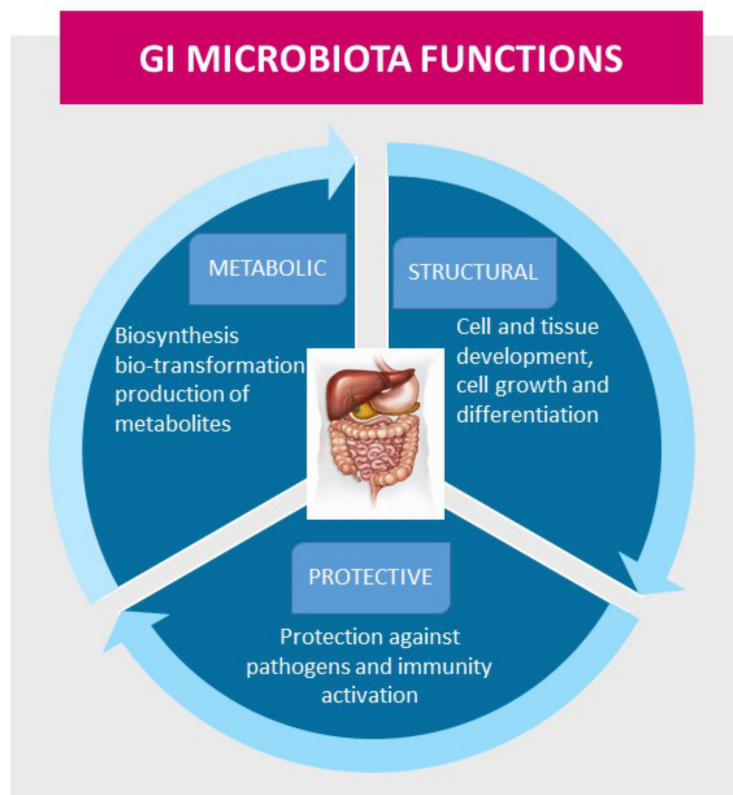 GI MICROBIOTA FUNCTIONS
METABOLIC
Biosynthesis
bio-transformation
production of
metabolites
STRUCTURAL
Cell and tissue
development,
cell growth and
differentiation
PROTECTIVE
Protection against
pathogens and immunity
activation